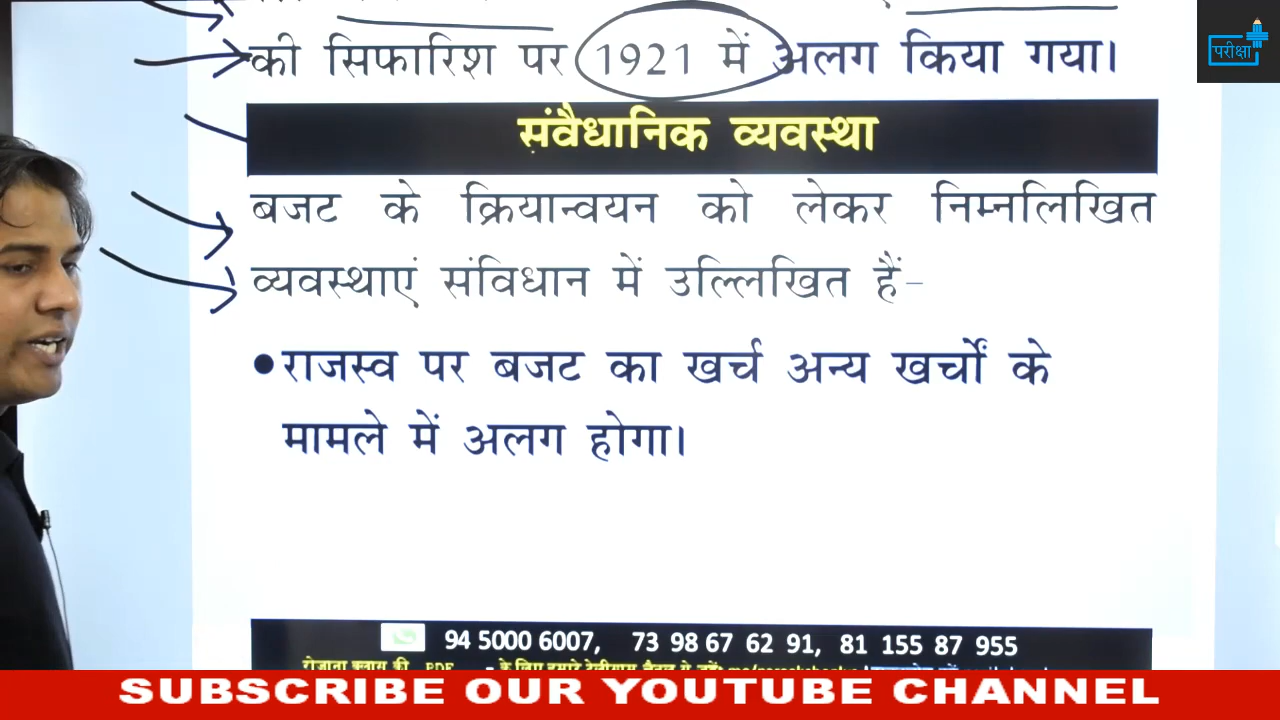 की सिफारिश पर 1921 में अलग किया गया।
परीक्षा
संवैधानिक व्यवस्था
बजट के क्रियान्वयन को लेकर निम्नलिखित
व्यवस्थाएं संविधान में उल्लिखित हैं-
•राजस्व पर बजट का खर्च अन्य खर्चों के
मामले में अलग होगा।
94 5000 6007, 73 98 67 62 91, 81 155 87 955
रोजाना क्लास की PDF
SUBSCRIBE OUR YOUTUBE CHANNEL